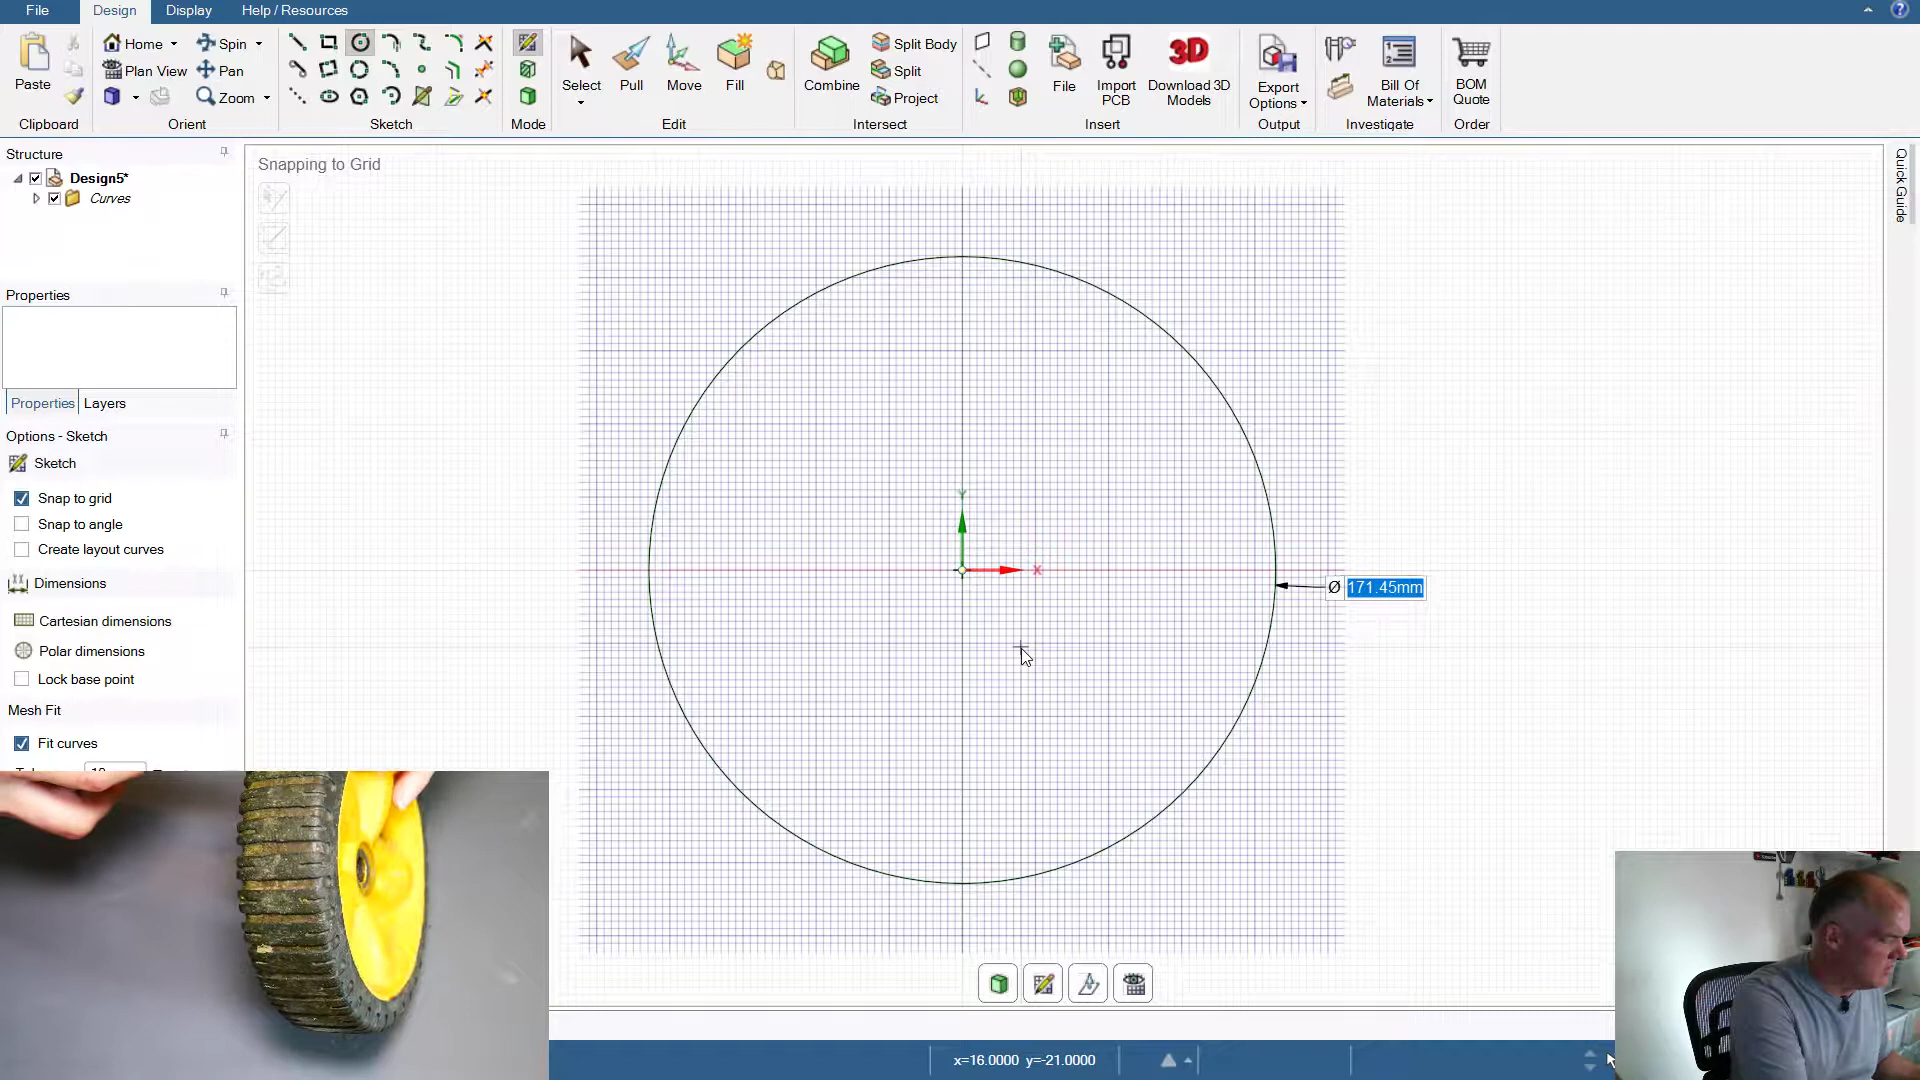 File
Design
Display
Help / Resources
Paste
Clipboard
Home
Plan View
Spin
Pan
Zoom
Orient
Sketch
Mode
Select
Pull
Move
Fill
Edit
Combine
Split Body
Split
Project
Intersect
File
Import
PCB
3D
Download 3D
Models
Insert
Export
Options
Output
Bill Of
Materials
Investigate
BOM
Quote
Order
Structure
Design5*
Curves
Properties
Properties
Layers
Options - Sketch
Sketch
Snap to grid
Snap to angle
Create layout curves
Dimensions
Cartesian dimensions
Polar dimensions
Lock base point
Mesh Fit
Fit curves
Snapping to Grid
Y
X
Ø 171.45mm
Quick Guide
x=16.0000 y=-21.0000